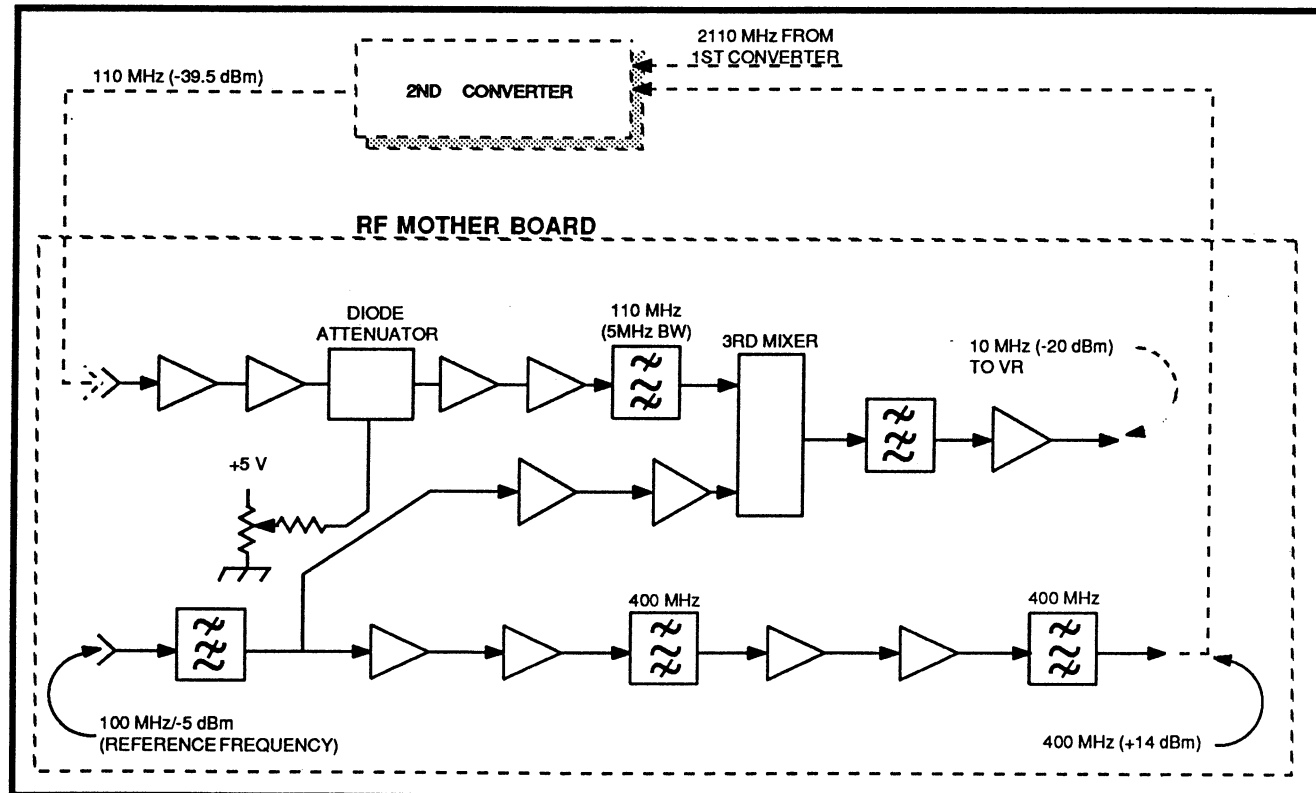 2110 MHz FROM
1ST CONVERTER
110 MHz (-39.5 dBm)
2ND CONVERTER
RF MOTHER BOARD
DIODE
ATTENUATOR
110 MHz
(5MHz BW)
3RD MIXER
10 MHz (-20 dBm)
TO VR
+5 V
400 MHz
400 MHz
100 MHz/-5 dBm
(REFERENCE FREQUENCY)
400 MHz (+14 dBm)